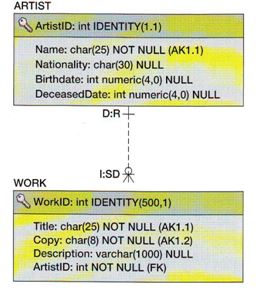 ARTIST
ArtistID: int IDENTITY(1.1)
Name: char(25) NOT NULL (AK1.1)
Nationality: char(30) NULL
Birthdate: int numeric(4,0) NULL
DeceasedDate: int numeric(4,0) NULL
D:R
I:SD
WORK
WorkID: int IDENTITY(500,1)
Title: char(25) NOT NULL (AK1.1)
Copy: char(8) NOT NULL (AK1.2)
Description: varchar(1000) NULL
ArtistID: int NOT NULL (FK)